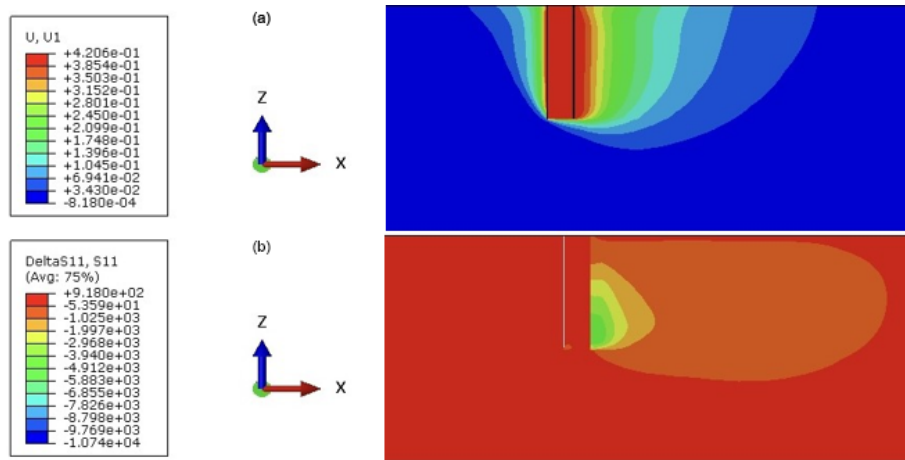 (a)
U, U1
+4.206e-01
+3.854e-01
+3.503e-01
+3.152e-01
+2.801e-01
+2.450e-01
+2.099e-01
+1.748e-01
+1.396e-01
+1.045e-01
+6.941e-02
+3.430e-02
-8.180e-04
Z
X
(b)
DeltaS11, S11
(Avg: 75%)
+9.180e+02
-5.359e+01
-1.025e+03
-1.997e+03
-2.968e+03
-3.940e+03
-4.912e+03
-5.883e+03
-6.855e+03
-7.826e+03
-8.798e+03
-9.769e+03
-1.074e+04
Z
X